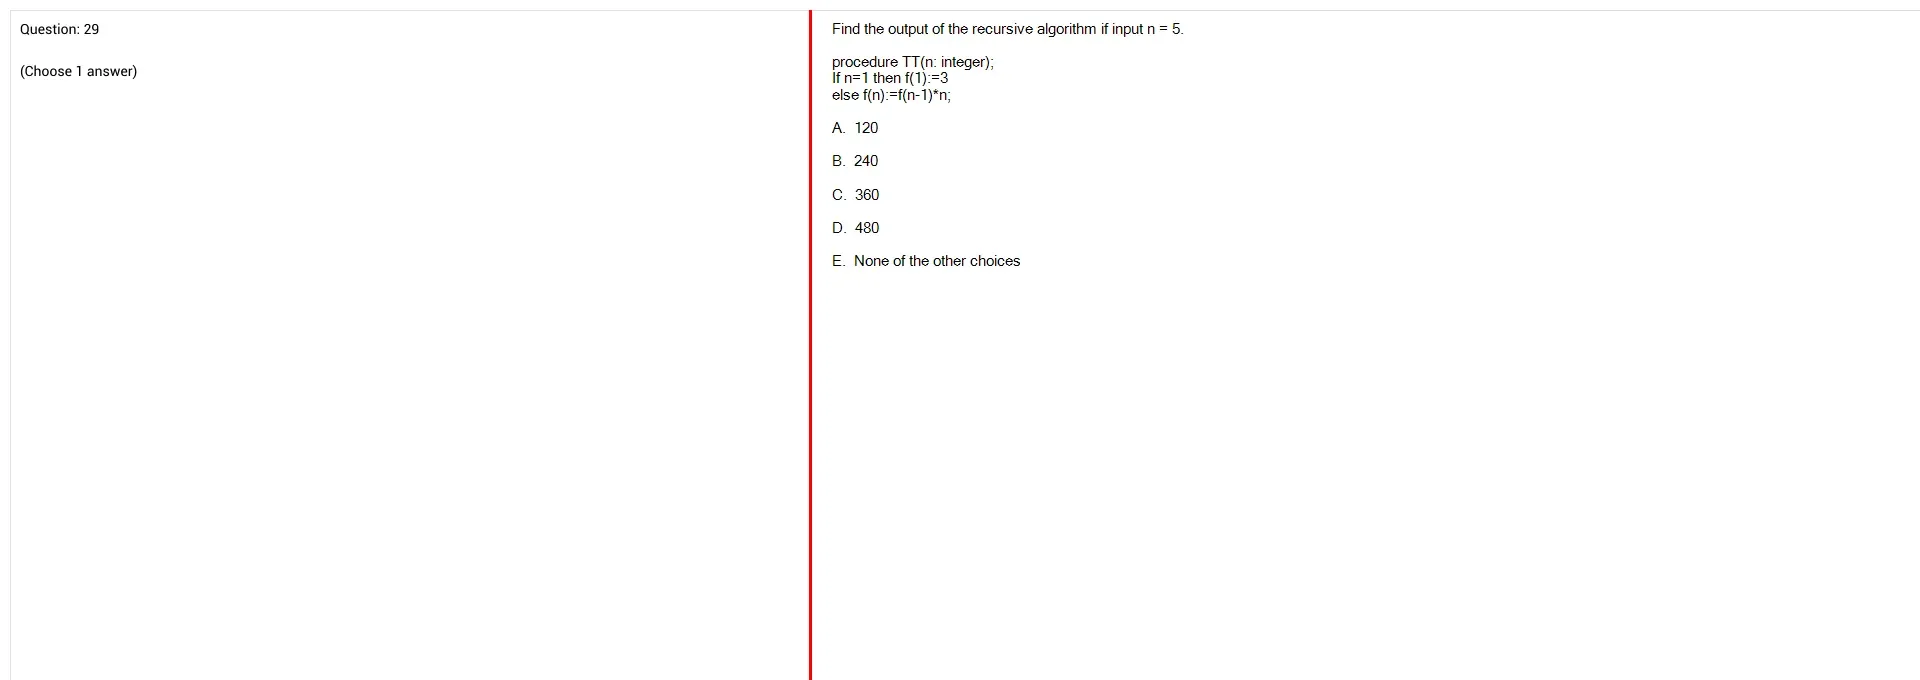 Question: 29
(Choose 1 answer)
Find the output of the recursive algorithm if input n = 5.
procedure TT(n: integer);
If n=1 then f(1):=3
else f(n):=f(n-1)*n;
A. 120
B. 240
C. 360
D. 480
E. None of the other choices